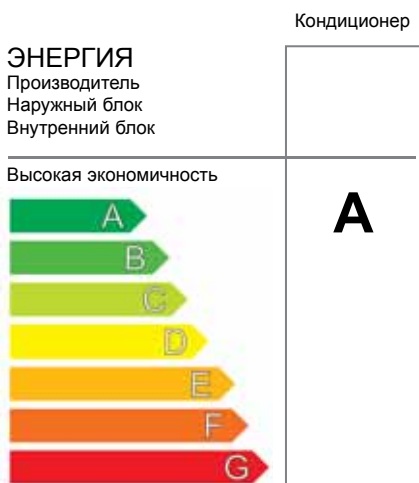 Кондиционер
ЭНЕРГИЯ
Производитель
Наружный блок
Внутренний блок
Высокая экономичность
A
A
B
C
D
E
F
G